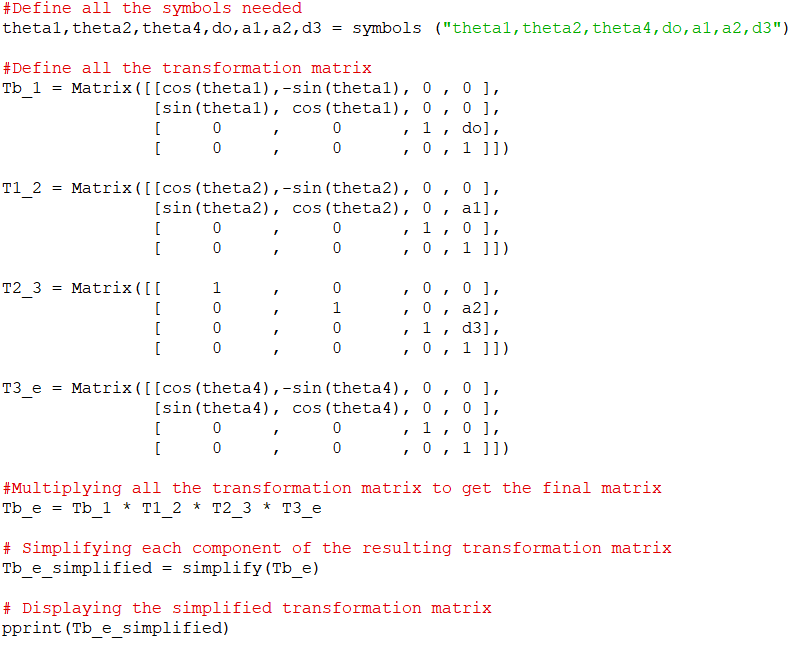 #Define all the symbols needed
theta1,theta2,theta4,do,a1,a2,d3 = symbols ("theta1,theta2,theta4,do,a1,a2,d3")
#Define all the transformation matrix
Tb_1 = Matrix([[cos(theta1),-sin(theta1), 0 , 0 ],
[sin(theta1), cos(theta1), 0 , 0 ],
[     0     ,      0      , 1 , do],
[     0     ,      0      , 0 , 1 ]])
T1_2 = Matrix([[cos(theta2),-sin(theta2), 0 , 0 ],
[sin(theta2), cos(theta2), 0 , a1],
[     0     ,      0      , 1 , 0 ],
[     0     ,      0      , 0 , 1 ]])
T2_3 = Matrix([[     1     ,      0      , 0 , 0 ],
[     0     ,      1      , 0 , a2],
[     0     ,      0      , 1 , d3],
[     0     ,      0      , 0 , 1 ]])
T3_e = Matrix([[cos(theta4),-sin(theta4), 0 , 0 ],
[sin(theta4), cos(theta4), 0 , 0 ],
[     0     ,      0      , 1 , 0 ],
[     0     ,      0      , 0 , 1 ]])
#Multiplying all the transformation matrix to get the final matrix
Tb_e = Tb_1 * T1_2 * T2_3 * T3_e
# Simplifying each component of the resulting transformation matrix
Tb_e_simplified = simplify(Tb_e)
# Displaying the simplified transformation matrix
pprint(Tb_e_simplified)